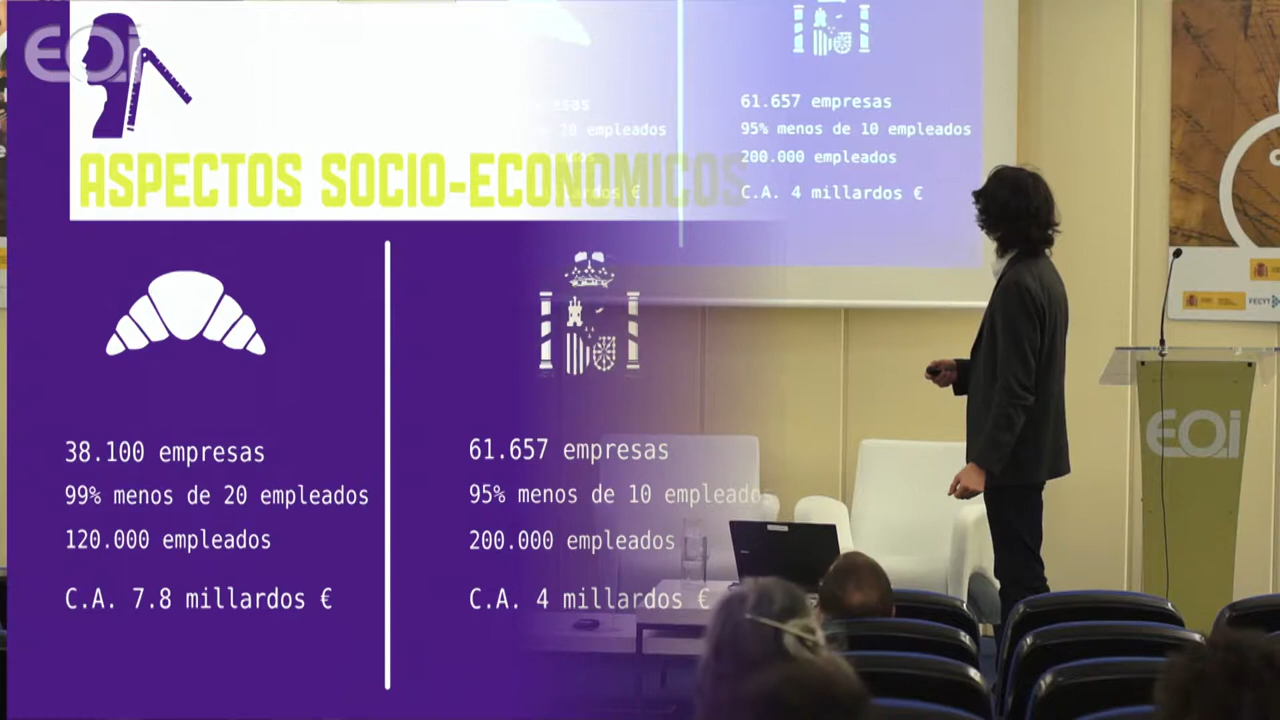 EOi
ASPECTOS SOCIO-ECONOMICOS
38.100 empresas
99% menos de 20 empleados
120.000 empleados
C.A. 7.8 millardos €
61.657 empresas
95% menos de 10 empleados
200.000 empleados
C.A. 4 millardos €
empleados
61.657 empresas
95% menos de 10 empleados
200.000 empleados
C.A. 4 millardos €
FECYT
EOi